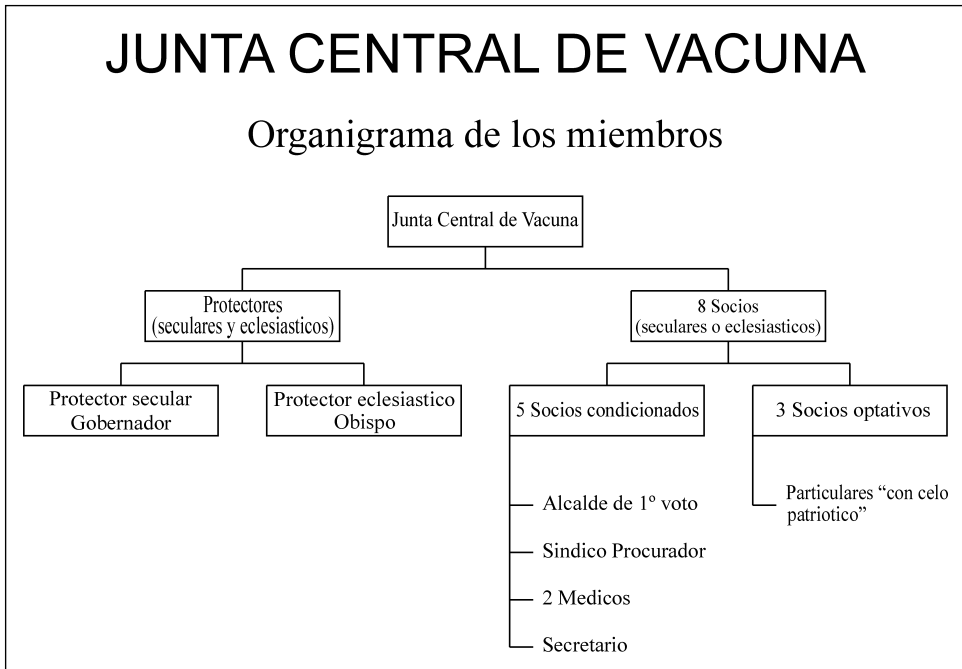 JUNTA CENTRAL DE VACUNA
Organigrama de los miembros
Junta Central de Vacuna
Protectores
(seculares y eclesiasticos)
8 Socios
(seculares o eclesiasticos)
Protector secular
Gobernador
Protector eclesiastico
Obispo
5 Socios condicionados
3 Socios optativos
Alcalde de 1º voto
Sindico Procurador
2 Medicos
Secretario
Particulares “con celo
patriotico”